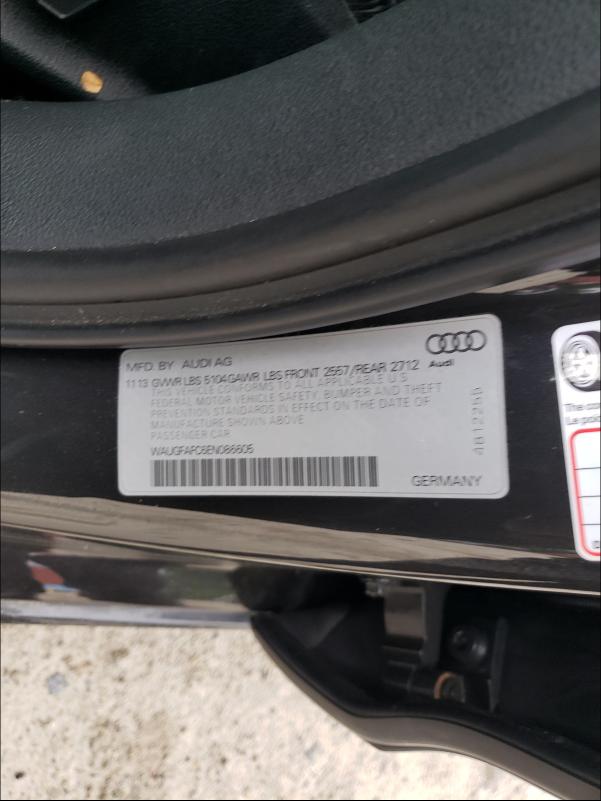 MFD. BY AUDI AG
11 13 GVWR LBS 5104 GAWR LBS FRONT 2557/REAR 2712
THIS VEHICLE CONFORMS TO ALL APPLICABLE U.S.
FEDERAL MOTOR VEHICLE SAFETY, BUMPER AND THEFT
PREVENTION STANDARDS IN EFFECT ON THE DATE OF
MANUFACTURE SHOWN ABOVE
PASSENGER CAR
WAUGFAFC6EN086605
GERMANY
Audi
The